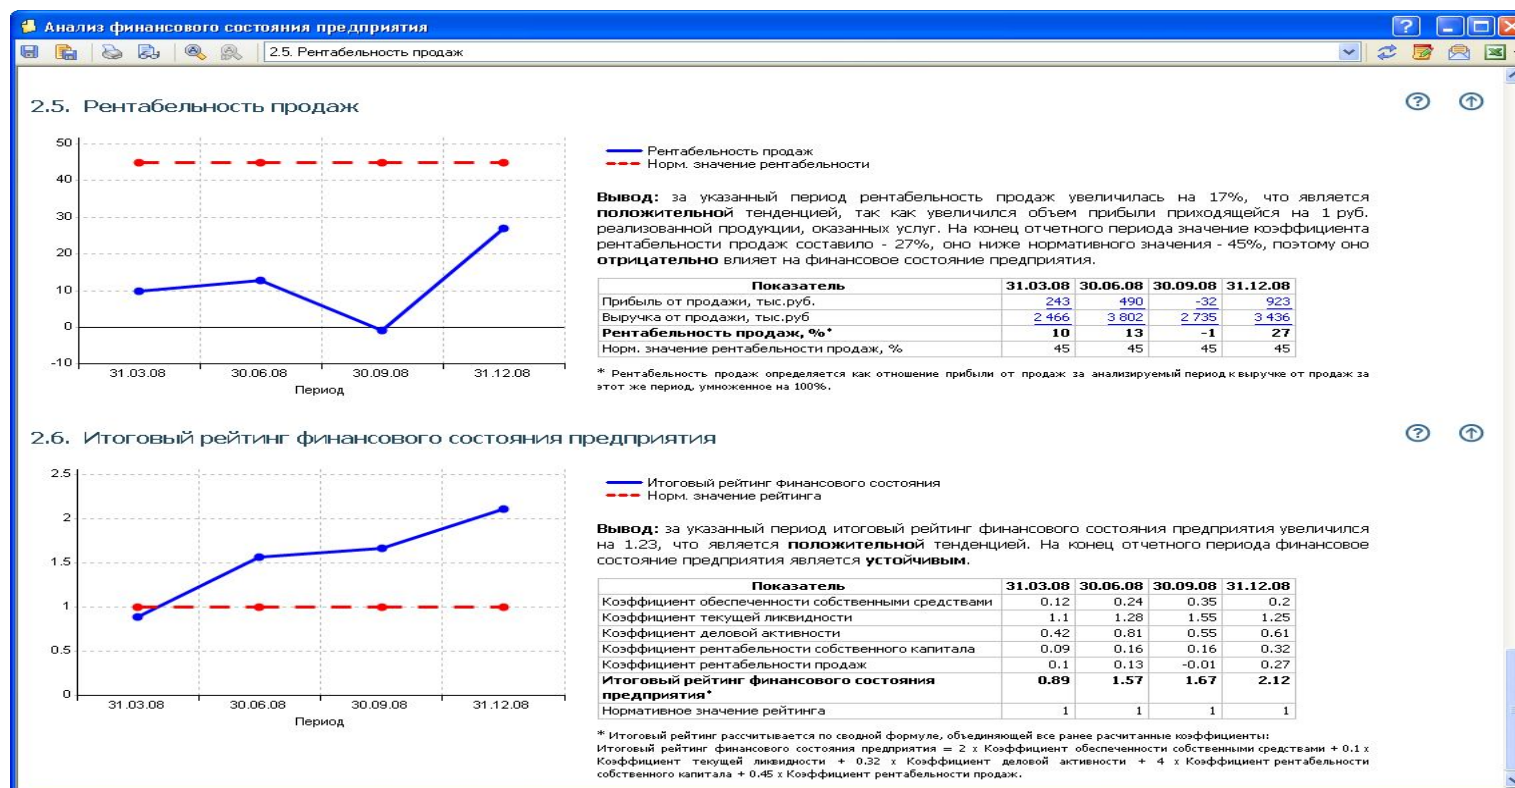 Анализ финансового состояния предприятия
2.5. Рентабельность продаж
2.5. Рентабельность продаж
50
40
30
20
10
0
-10
31.03.08 30.06.08 30.09.08 31.12.08
Период
Рентабельность продаж
Норм. значение рентабельности
Вывод: за указанный период рентабельность продаж увеличилась на 17%, что является
положительной тенденцией, так как увеличился объем прибыли приходящейся на 1 руб.
реализованной продукции, оказанных услуг. На конец отчетного периода значение коэффициента
рентабельности продаж составило - 27%, оно ниже нормативного значения - 45%, поэтому оно
отрицательно влияет на финансовое состояние предприятия.
Показатель 31.03.08 30.06.08 30.09.08 31.12.08
Прибыль от продажи, тыс.руб. 243 490 -32 923
Выручка от продажи, тыс.руб 2 466 3 802 2 735 3 436
Рентабельность продаж, %* 10 13 -1 27
Норм. значение рентабельности продаж, % 45 45 45 45
* Рентабельность продаж определяется как отношение прибыли от продаж за анализируемый период к выручке от продаж за
этот же период, умноженное на 100%.
2.6. Итоговый рейтинг финансового состояния предприятия
2.5
2
1.5
1
0.5
0
31.03.08 30.06.08 30.09.08 31.12.08
Период
Итоговый рейтинг финансового состояния
Норм. значение рейтинга
Вывод: за указанный период итоговый рейтинг финансового состояния предприятия увеличился
на 1.23, что является положительной тенденцией. На конец отчетного периода финансовое
состояние предприятия является устойчивым.
Показатель 31.03.08 30.06.08 30.09.08 31.12.08
Коэффициент обеспеченности собственными средствами 0.12 0.24 0.35 0.2
Коэффициент текущей ликвидности 1.1 1.28 1.55 1.25
Коэффициент деловой активности 0.42 0.81 0.55 0.61
Коэффициент рентабельности собственного капитала 0.09 0.16 0.16 0.32
Коэффициент рентабельности продаж 0.1 0.13 -0.01 0.27
Итоговый рейтинг финансового состояния 0.89 1.57 1.67 2.12
предприятия*
Нормативное значение рейтинга 1 1 1 1
* Итоговый рейтинг рассчитывается по сводной формуле, объединяющей все ранее расчитанные коэффициенты:
Итоговый рейтинг финансового состояния предприятия = 2 x Коэффициент обеспеченности собственными средствами + 0.1 x
Коэффициент текущей ликвидности + 0.32 x Коэффициент деловой активности + 4 x Коэффициент рентабельности
собственного капитала + 0.45 x Коэффициент рентабельности продаж.